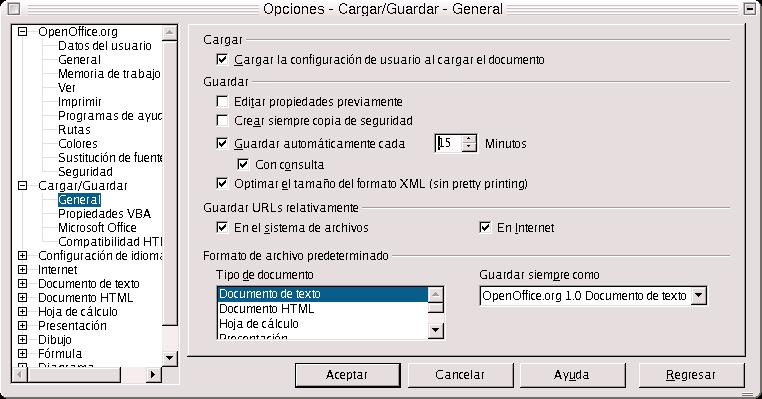 Opciones - Cargar/Guardar - General
OpenOffice.org
Datos del usuario
General
Memoria de trabajo
Ver
Imprimir
Programas de ayuc
Rutas
Colores
Sustitución de fuente
Seguridad
Cargar/Guardar
General
Propiedades VBA
Microsoft Office
Compatibilidad HTI
Configuración de idioma
Internet
Documento de texto
Documento HTML
Hoja de cálculo
Presentación
Dibujo
Fórmula
Diagrama
Cargar
Cargar la configuración de usuario al cargar el documento
Guardar
Editar propiedades previamente
Crear siempre copia de seguridad
Guardar automáticamente cada 15 Minutos
Con consulta
Optimar el tamaño del formato XML (sin pretty printing)
Guardar URLs relativamente
En el sistema de archivos En Internet
Formato de archivo predeterminado
Tipo de documento Guardar siempre como
Documento de texto OpenOffice.org 1.0 Documento de texto
Documento HTML
Hoja de cálculo
Presentación
Aceptar Cancelar Ayuda Regresar